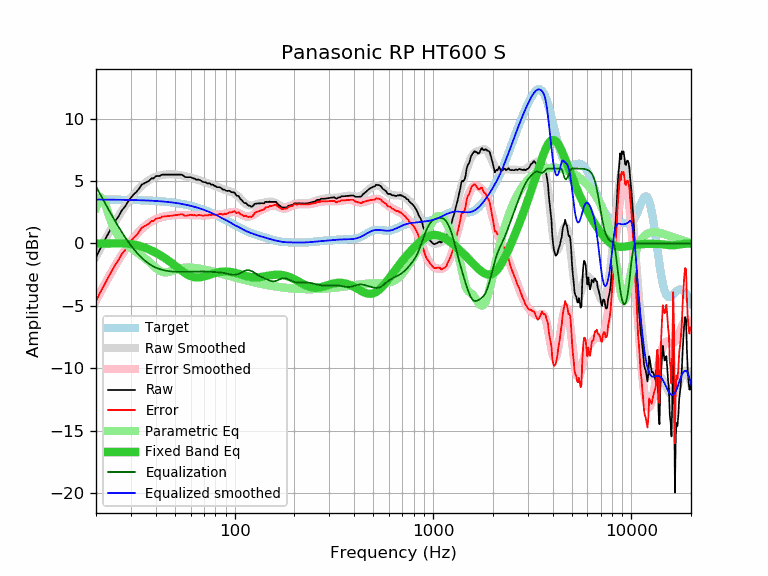 Panasonic RP HT600 S
Amplitude (dBr)
10
5
0
−5
−10
−15
−20
Target
Raw Smoothed
Error Smoothed
Raw
Error
Parametric Eq
Fixed Band Eq
Equalization
Equalized smoothed
100
1000
10000
Frequency (Hz)